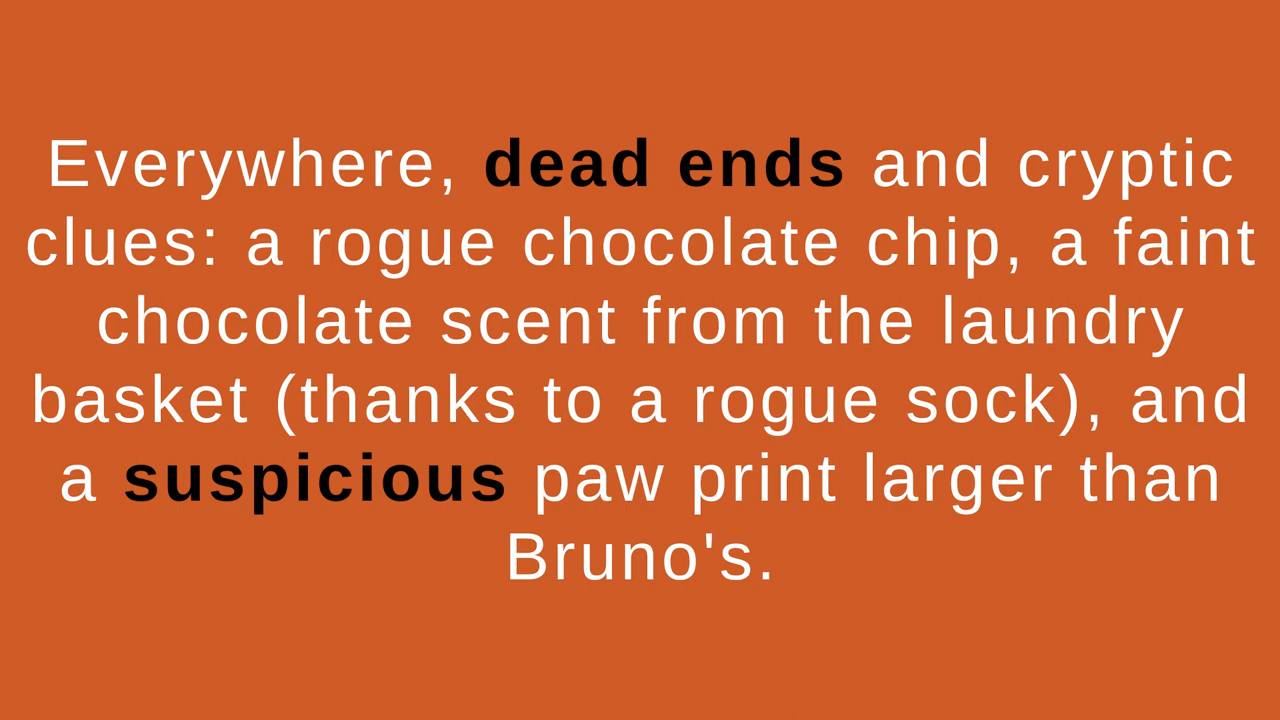 Everywhere, dead ends and cryptic
clues: a rogue chocolate chip, a faint
chocolate scent from the laundry
basket (thanks to a rogue sock), and
a suspicious paw print larger than
Bruno's.